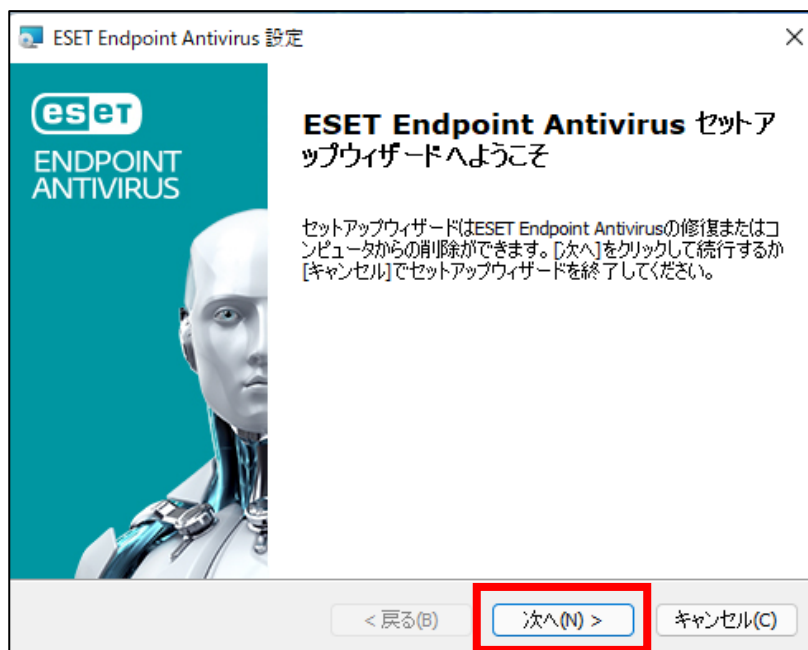 ESET Endpoint Antivirus 設定
eseT
ENDPOINT
ANTIVIRUS
ESET Endpoint Antivirus セットア
ップウィザードへようこそ
セットアップウィザードはESET Endpoint Antivirusの修復またはコ
ンピュータからの削除ができます。[次へ]をクリックして続行するか
[キャンセル]でセットアップウィザードを終了してください。
< 戻る(B)
次へ(N) >
キャンセル(C)